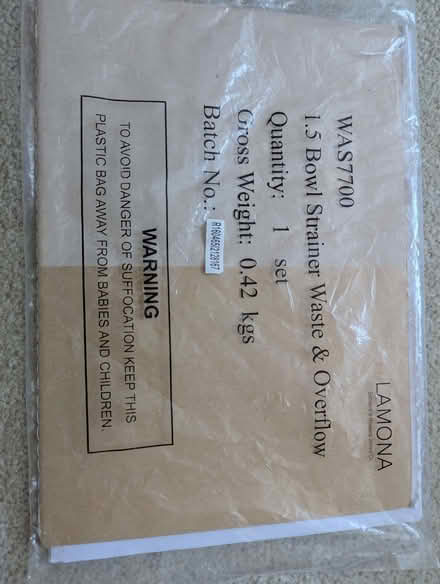 LAMONA
WAS7700
1.5 Bowl Strainer Waste & Overflow
Quantity: 1 set
Gross Weight: 0.42 kgs
Batch No.:
WARNING
TO AVOID DANGER OF SUFFOCATION KEEP THIS
PLASTIC BAG AWAY FROM BABIES AND CHILDREN.